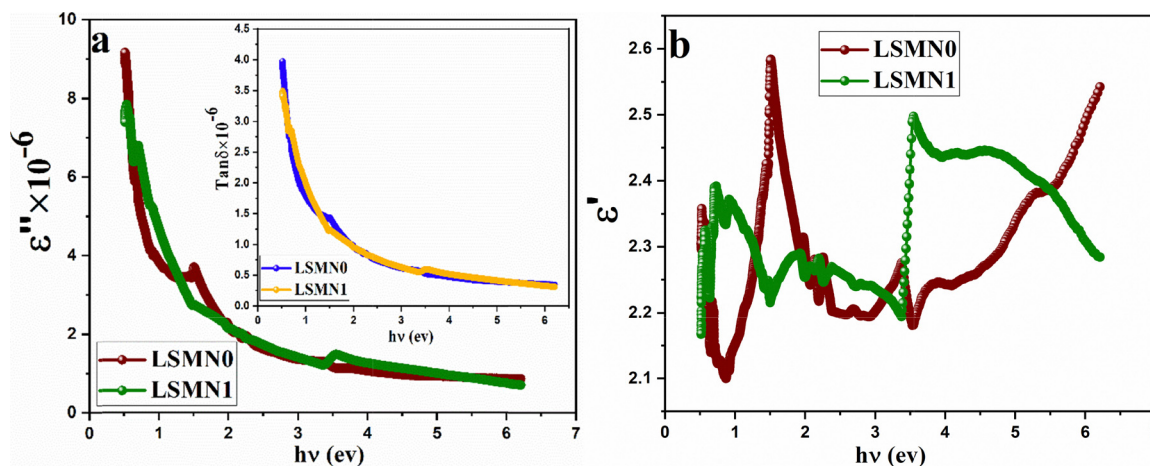 a
ε''×10⁻⁶
10
8
6
4
2
0
0 1 2 3 4 5 6 7
hν (ev)
LSMN0
LSMN1
Tanδ×10⁻⁶
4.5
4.0
3.5
3.0
2.5
2.0
1.5
1.0
0.5
0.0
0 1 2 3 4 5 6
hν (ev)
LSMN0
LSMN1
b
ε'
2.6
2.5
2.4
2.3
2.2
2.1
0 1 2 3 4 5 6
hν (ev)
LSMN0
LSMN1